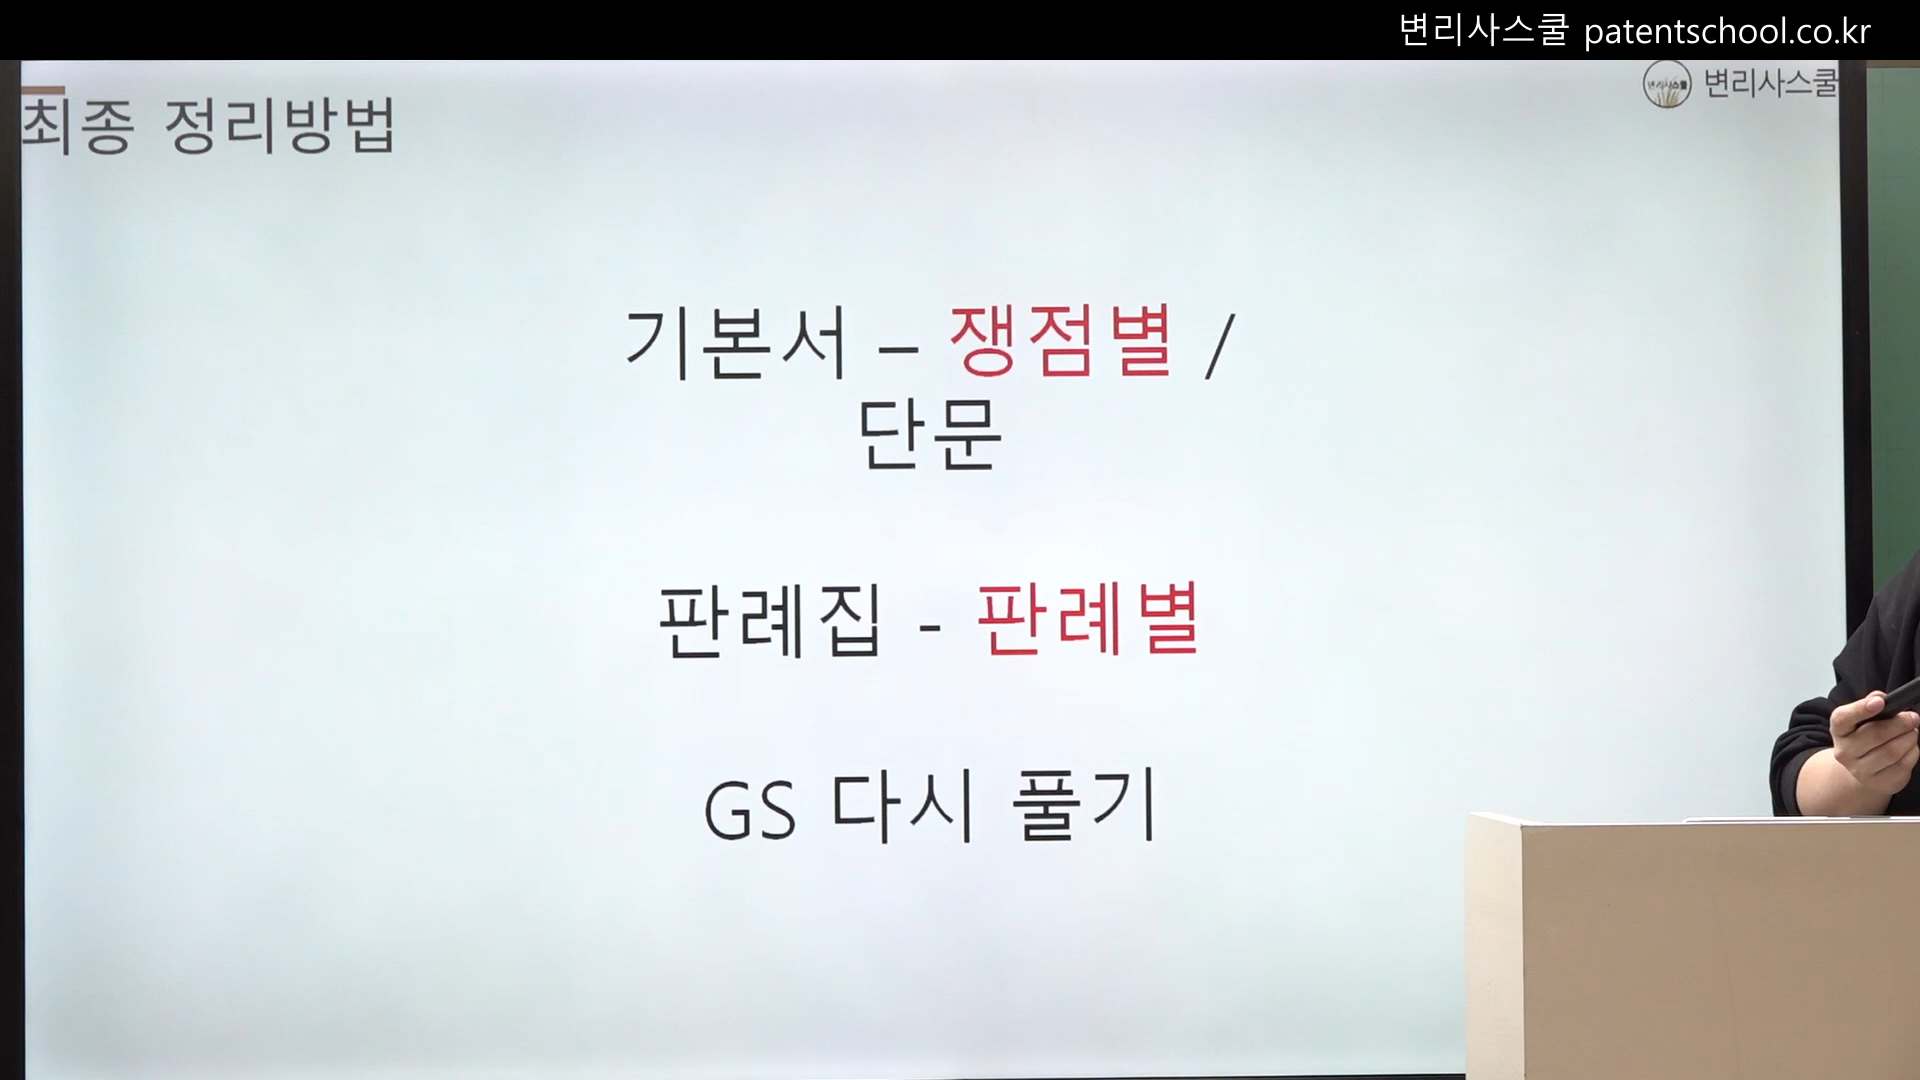 변리사스쿨 patentschool.co.kr
변리사스쿨
최종 정리방법
기본서 – 쟁점별 /
단문
판례집 - 판례별
GS 다시 풀기